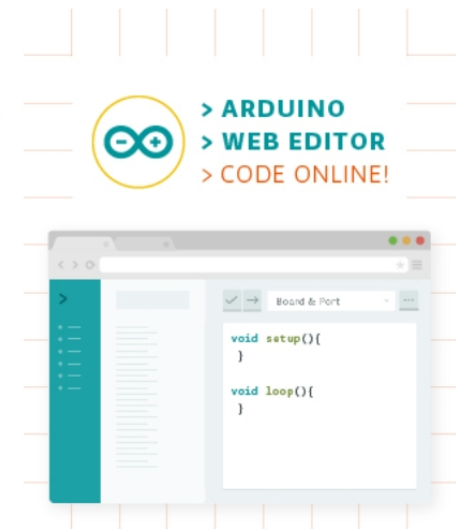 > ARDUINO
> WEB EDITOR
> CODE ONLINE!
Board & Port
void setup(){
}
void loop(){
}